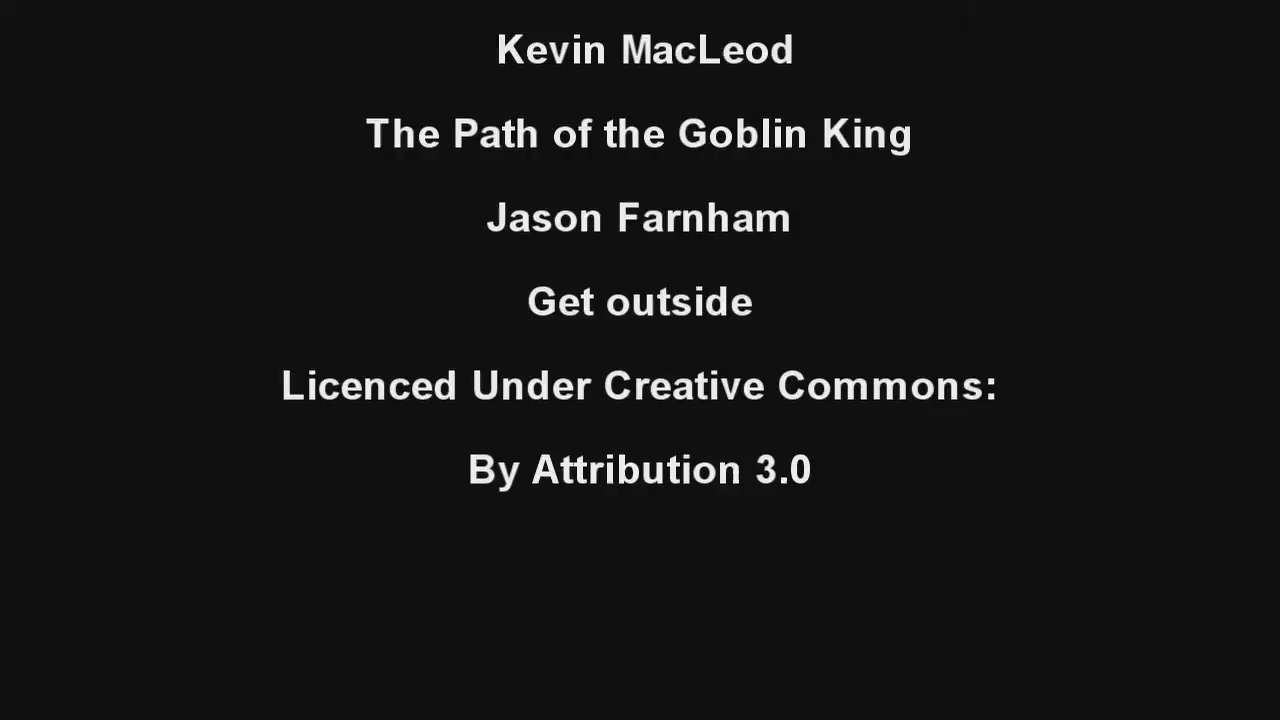 Kevin MacLeod
The Path of the Goblin King
Jason Farnham
Get outside
Licenced Under Creative Commons:
By Attribution 3.0